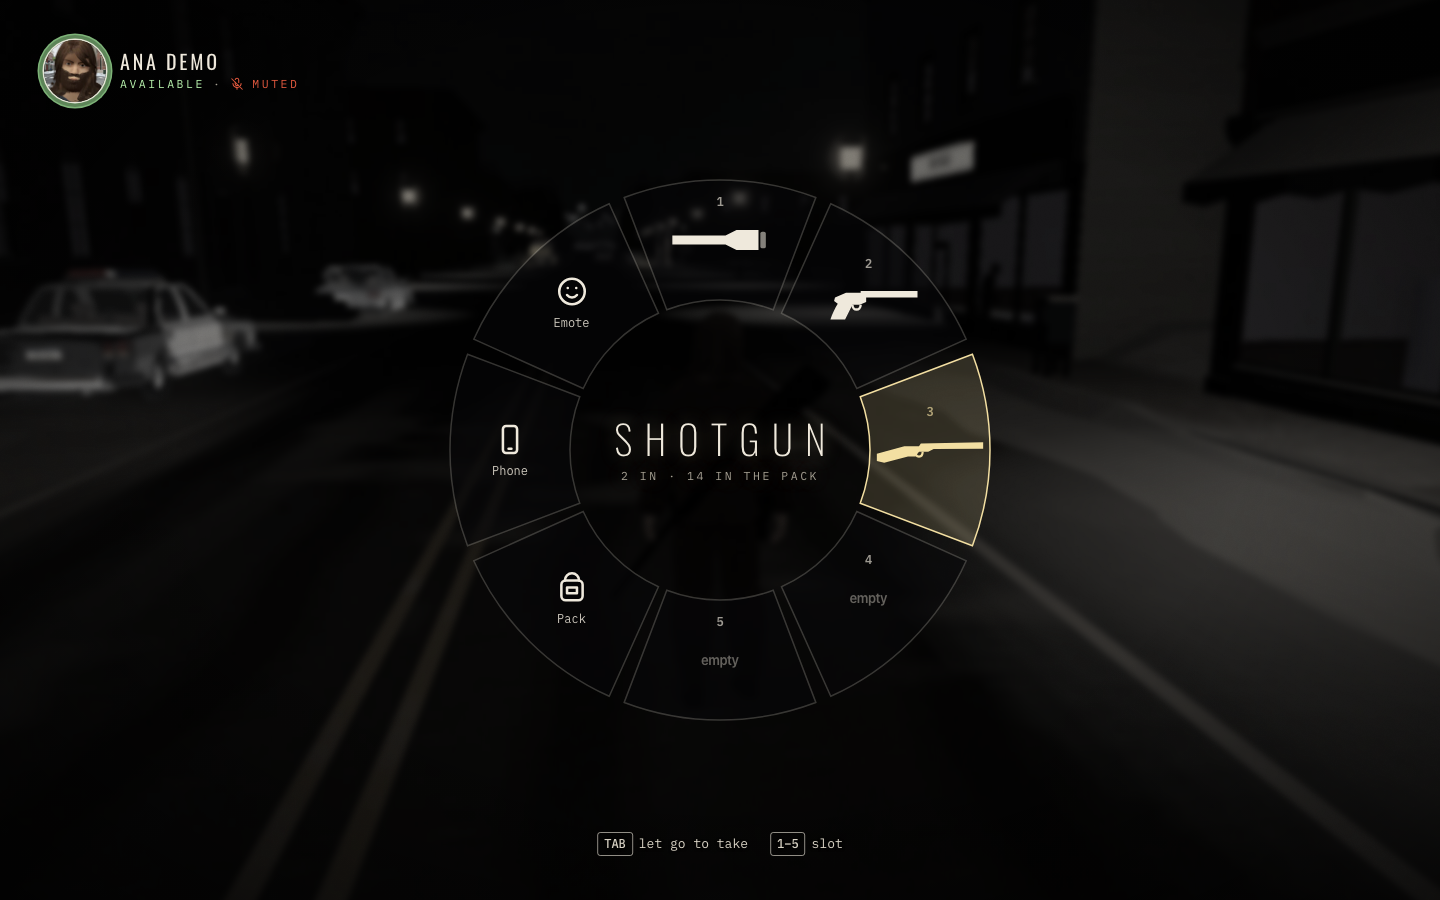 ANA DEMO
AVAILABLE · MUTED
1
2
Emote
3
Phone
SHOTGUN
2 IN · 14 IN THE PACK
4
empty
Pack
5
empty
TAB let go to take 1–5 slot